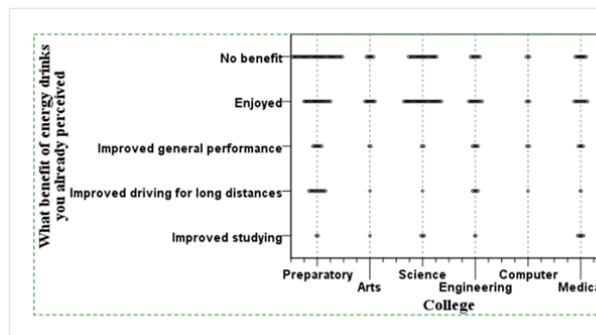 What benefit of energy drinks
you already perceived
No benefit
Enjoyed
Improved general performance
Improved driving for long distances
Improved studying
Preparatory
Arts
Science
Engineering
Computer
Medica
College